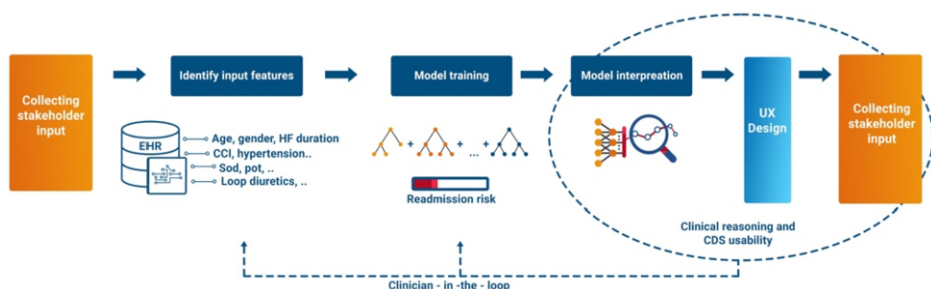 Collecting
stakeholder
input
Identify input features
EHR
Age, gender, HF duration
CCI, hypertension..
Sod, pot, ..
Loop diuretics, ..
Model training
+
+
...
+
Readmission risk
Model interpreation
UX
Design
Collecting
stakeholder
input
Clinical reasoning and
CDS usability
Clinician - in -the - loop